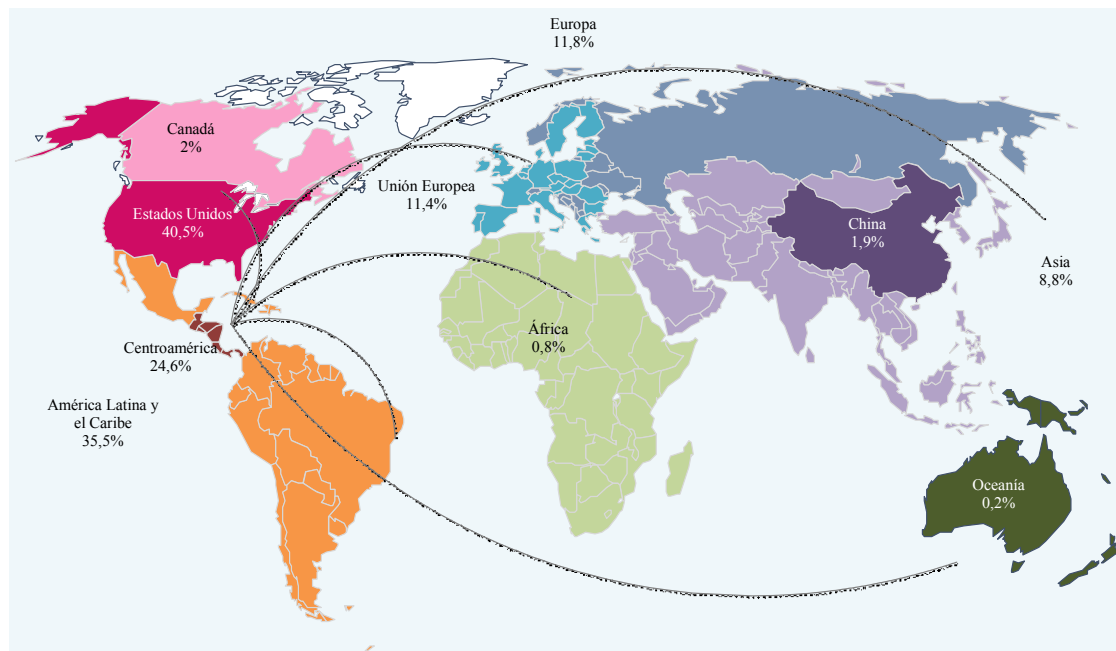 Europa
11,8%
Canadá
2%
Unión Europea
11,4%
Estados Unidos
40,5%
China
1,9%
Asia
8,8%
África
0,8%
Centroamérica
24,6%
América Latina y
el Caribe
35,5%
Oceanía
0,2%